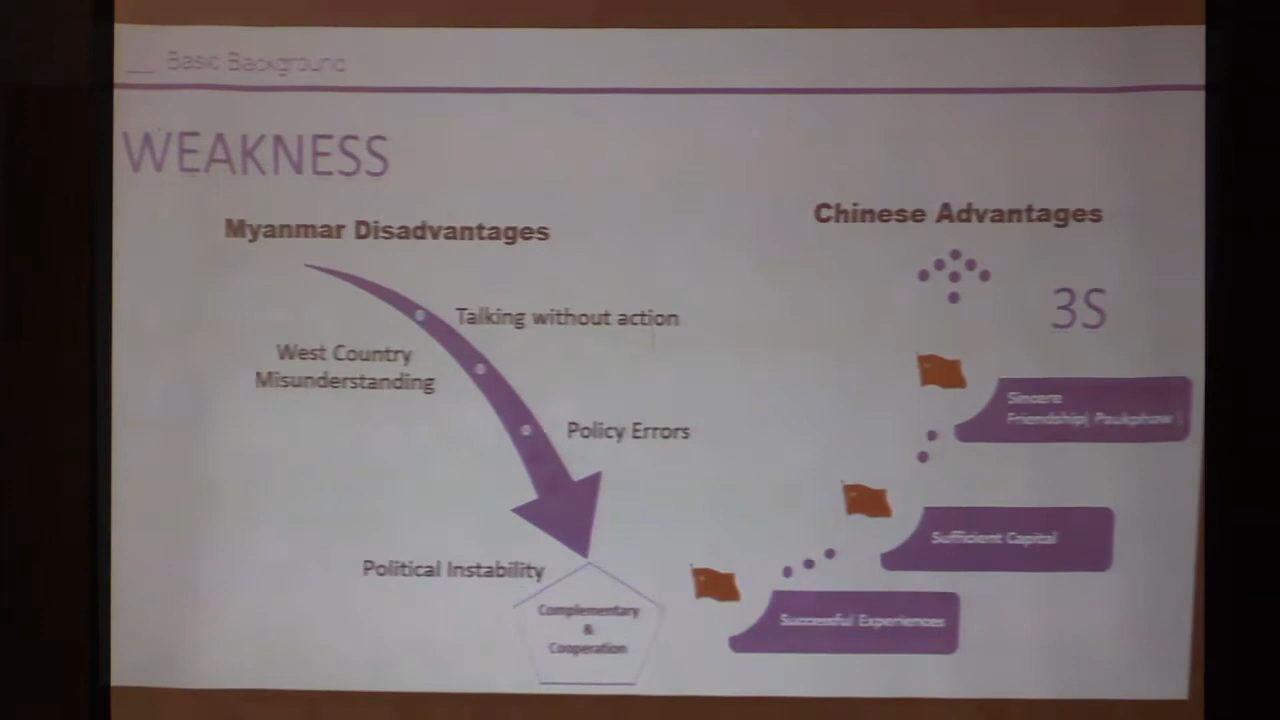 Basic Background
WEAKNESS
Myanmar Disadvantages
Talking without action
West Country
Misunderstanding
Policy Errors
Political Instability
Complementary
&
Cooperation
Chinese Advantages
3S
Sincere
Friendship( Paukphaw )
Sufficient Capital
Successful Experiences